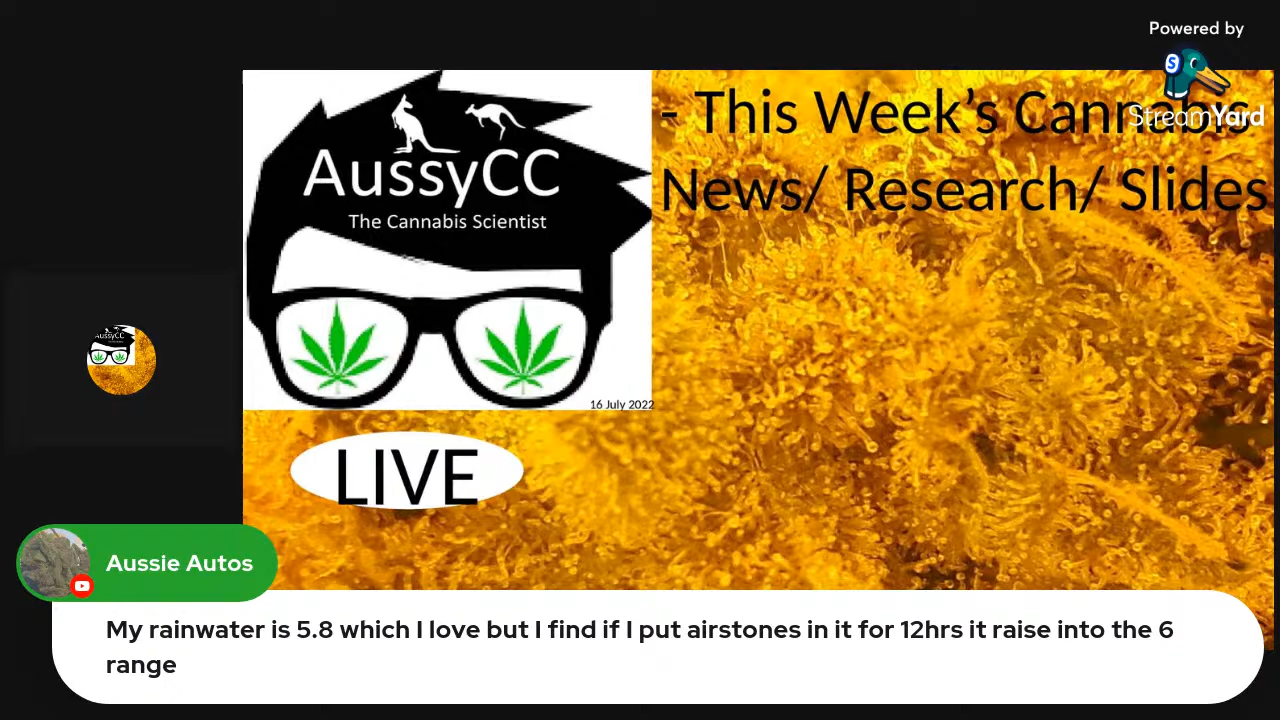 Powered by
StreamYard
- This Week's Cannabis
News/ Research/ Slides
AussyCC
The Cannabis Scientist
16 July 2022
LIVE
AussyCC
Aussie Autos
My rainwater is 5.8 which I love but I find if I put airstones in it for 12hrs it raise into the 6
range